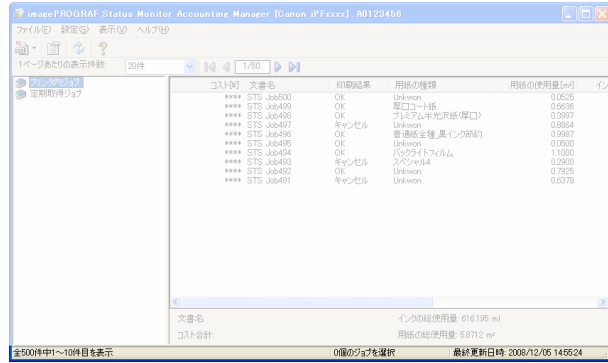 imagePROGRAF Status Monitor Accounting Manager [Canon iPFxxxx] A0123456
ファイル(F) 設定(S) 表示(V) ヘルプ(H)
1ページあたりの表示件数: 20件 1/50
プリンタ内ジョブ
定期取得ジョブ
コスト[¥] 文書名 印刷結果 用紙の種類 用紙の使用量[m²] イン
**** STS Job500 OK Unkwon 0.0525
**** STS Job499 OK 厚口コート紙 0.6636
**** STS Job498 OK プレミアム半光沢紙(厚口) 0.3997
**** STS Job497 キャンセル Unkwon 0.8864
**** STS Job496 OK 普通紙全種_黒インク節約 0.9987
**** STS Job495 OK Unkwon 0.0500
**** STS Job494 OK バックライトフィルム 1.1000
**** STS Job493 キャンセル スペシャル4 0.2900
**** STS Job492 OK Unkwon 0.7925
**** STS Job491 キャンセル Unkwon 0.6378
文書名: インクの総使用量: 616.195 ml
コスト合計: 用紙の総使用量: 5.8712 m²
全500件中1~10件目を表示 0個のジョブを選択 最終更新日時: 2008/12/05 14:55:24